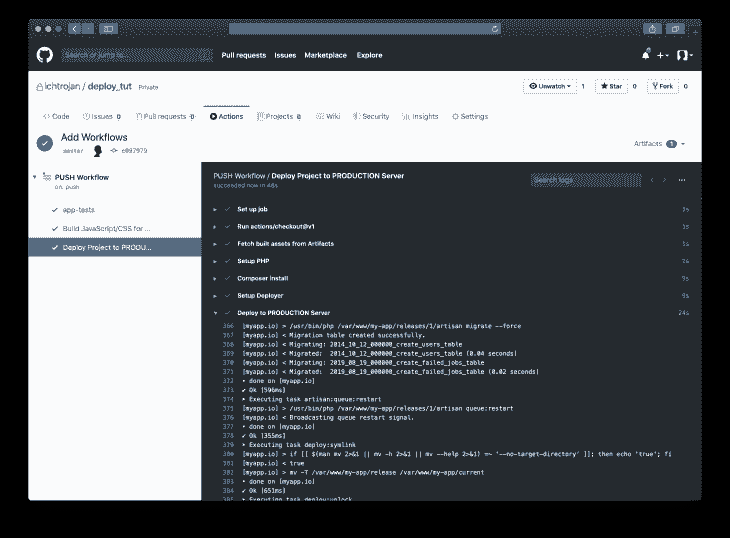 Search or jump to...
Pull requests Issues Marketplace Explore
ichtrojan / deploy_tut Private
Unwatch 1 Star 0 Fork 0
Code Issues 0 Pull requests 0 Actions Projects 0 Wiki Security Insights Settings
Add Workflows
master
Artifacts 1
PUSH Workflow
on: push
app-tests
Build JavaScript/CSS for ...
Deploy Project to PRODU...
PUSH Workflow / Deploy Project to PRODUCTION Server
succeeded now in 46s
Search logs
Set up job
Run actions/checkout@v1
Fetch built assets from Artifacts
Setup PHP
Composer Install
Setup Deployer
Deploy to PRODUCTION Server 24s
366 [myapp.io] > /usr/bin/php /var/www/my-app/releases/1/artisan migrate --force
367 [myapp.io] < Migration table created successfully.
368 [myapp.io] < Migrating: 2014_10_12_000000_create_users_table
369 [myapp.io] < Migrated: 2014_10_12_000000_create_users_table (0.04 seconds)
370 [myapp.io] < Migrating: 2019_08_19_000000_create_failed_jobs_table
371 [myapp.io] < Migrated: 2019_08_19_000000_create_failed_jobs_table (0.02 seconds)
372 • done on [myapp.io]
373 ✔ Ok [596ms]
374 ➤ Executing task artisan:queue:restart
375 [myapp.io] > /usr/bin/php /var/www/my-app/releases/1/artisan queue:restart
376 [myapp.io] < Broadcasting queue restart signal.
377 • done on [myapp.io]
378 ✔ Ok [355ms]
379 ➤ Executing task deploy:symlink
380 [myapp.io] > if [[ $(man mv 2>&1 || mv -h 2>&1 || mv --help 2>&1) =~ '--no-target-directory' ]]; then echo 'true'; fi
381 [myapp.io] < true
382 [myapp.io] > mv -T /var/www/my-app/release /var/www/my-app/current
383 • done on [myapp.io]
384 ✔ Ok [651ms]
385 ➤ Executing task deploy:unlock